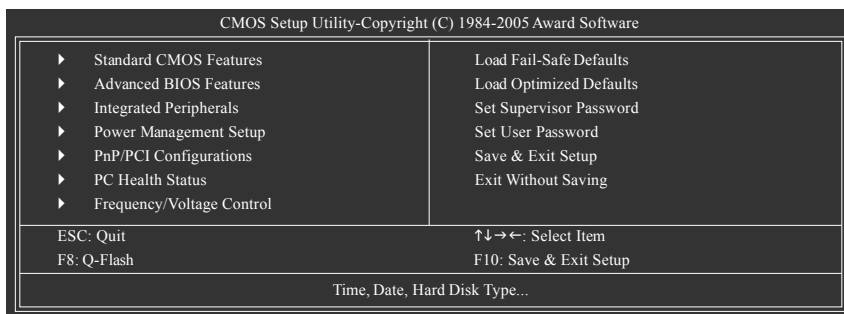 CMOS Setup Utility-Copyright (C) 1984-2005 Award Software
Standard CMOS Features
Advanced BIOS Features
Integrated Peripherals
Power Management Setup
PnP/PCI Configurations
PC Health Status
Frequency/Voltage Control
Load Fail-Safe Defaults
Load Optimized Defaults
Set Supervisor Password
Set User Password
Save & Exit Setup
Exit Without Saving
ESC: Quit
↑↓→←: Select Item
F8: Q-Flash
F10: Save & Exit Setup
Time, Date, Hard Disk Type...